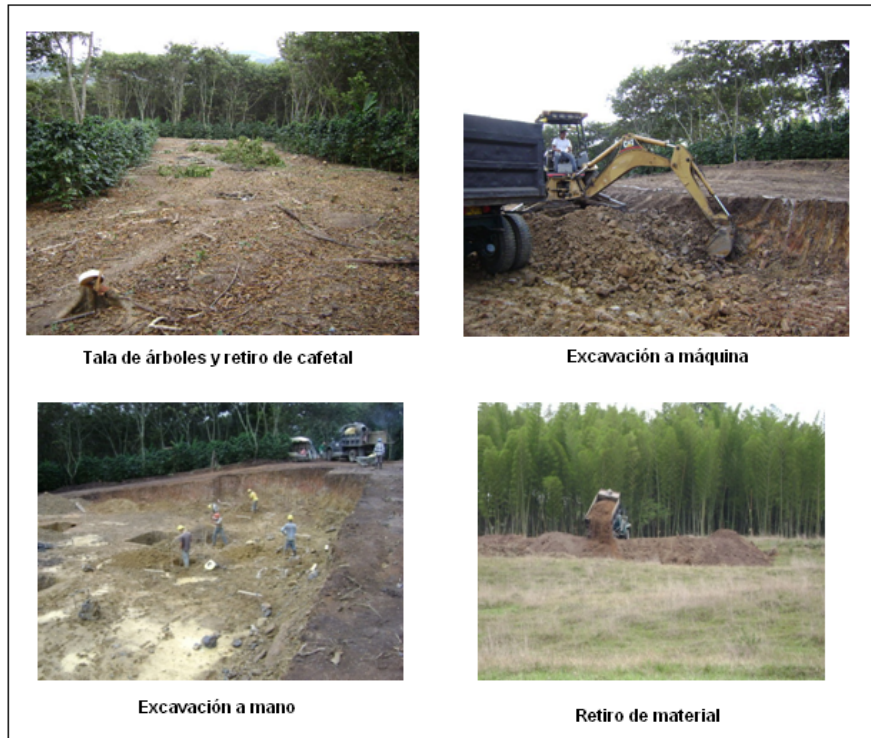 Tala de árboles y retiro de cafetal
Excavación a máquina
Excavación a mano
Retiro de material